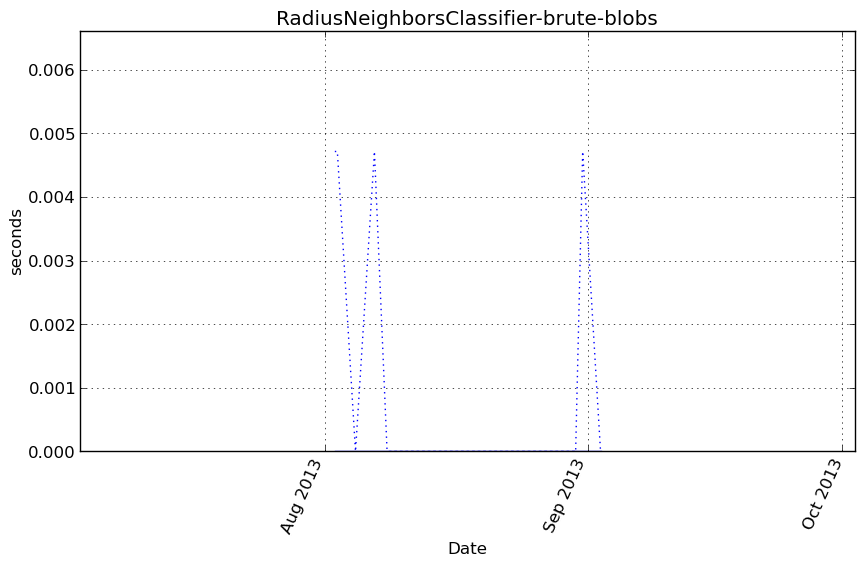 RadiusNeighborsClassifier-brute-blobs
0.006
0.005
0.004
0.003
0.002
0.001
0.000
seconds
Aug 2013
Sep 2013
Oct 2013
Date